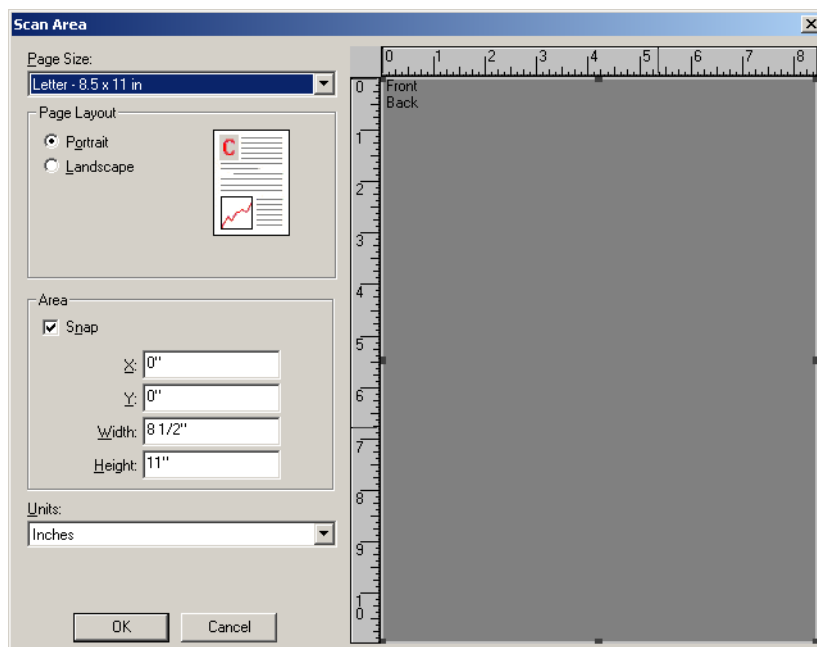 Scan Area
Page Size:
Letter - 8.5 x 11 in
Page Layout
Portrait
Landscape
C
Area
Snap
X: 0"
Y: 0"
Width: 8 1/2"
Height: 11"
Units:
Inches
OK Cancel
0 1 2 3 4 5 6 7 8
Front
Back
0
1
2
3
4
5
6
7
8
9
10